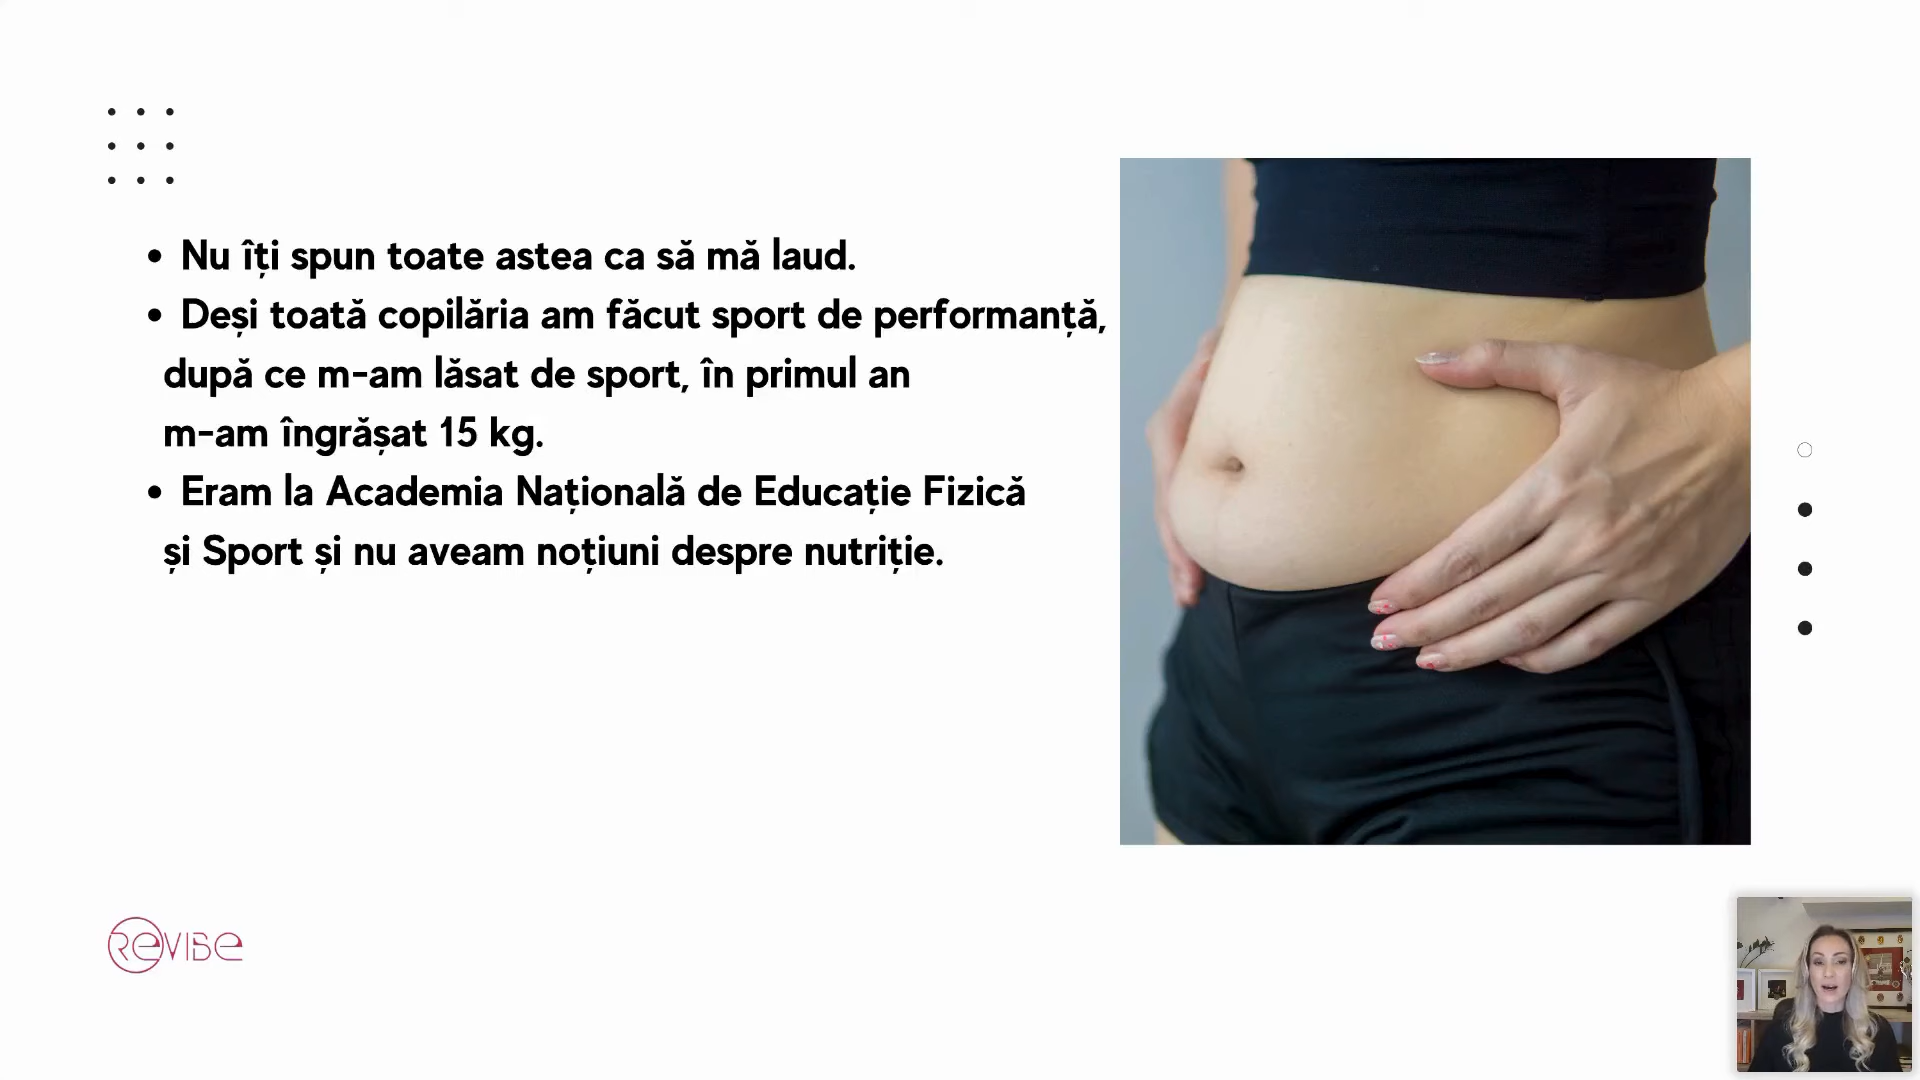 • Nu îți spun toate astea ca să mă laud.
• Deși toată copilăria am făcut sport de performanță,
după ce m-am lăsat de sport, în primul an
m-am îngrășat 15 kg.
• Eram la Academia Națională de Educație Fizică
și Sport și nu aveam noțiuni despre nutriție.
REVIBE